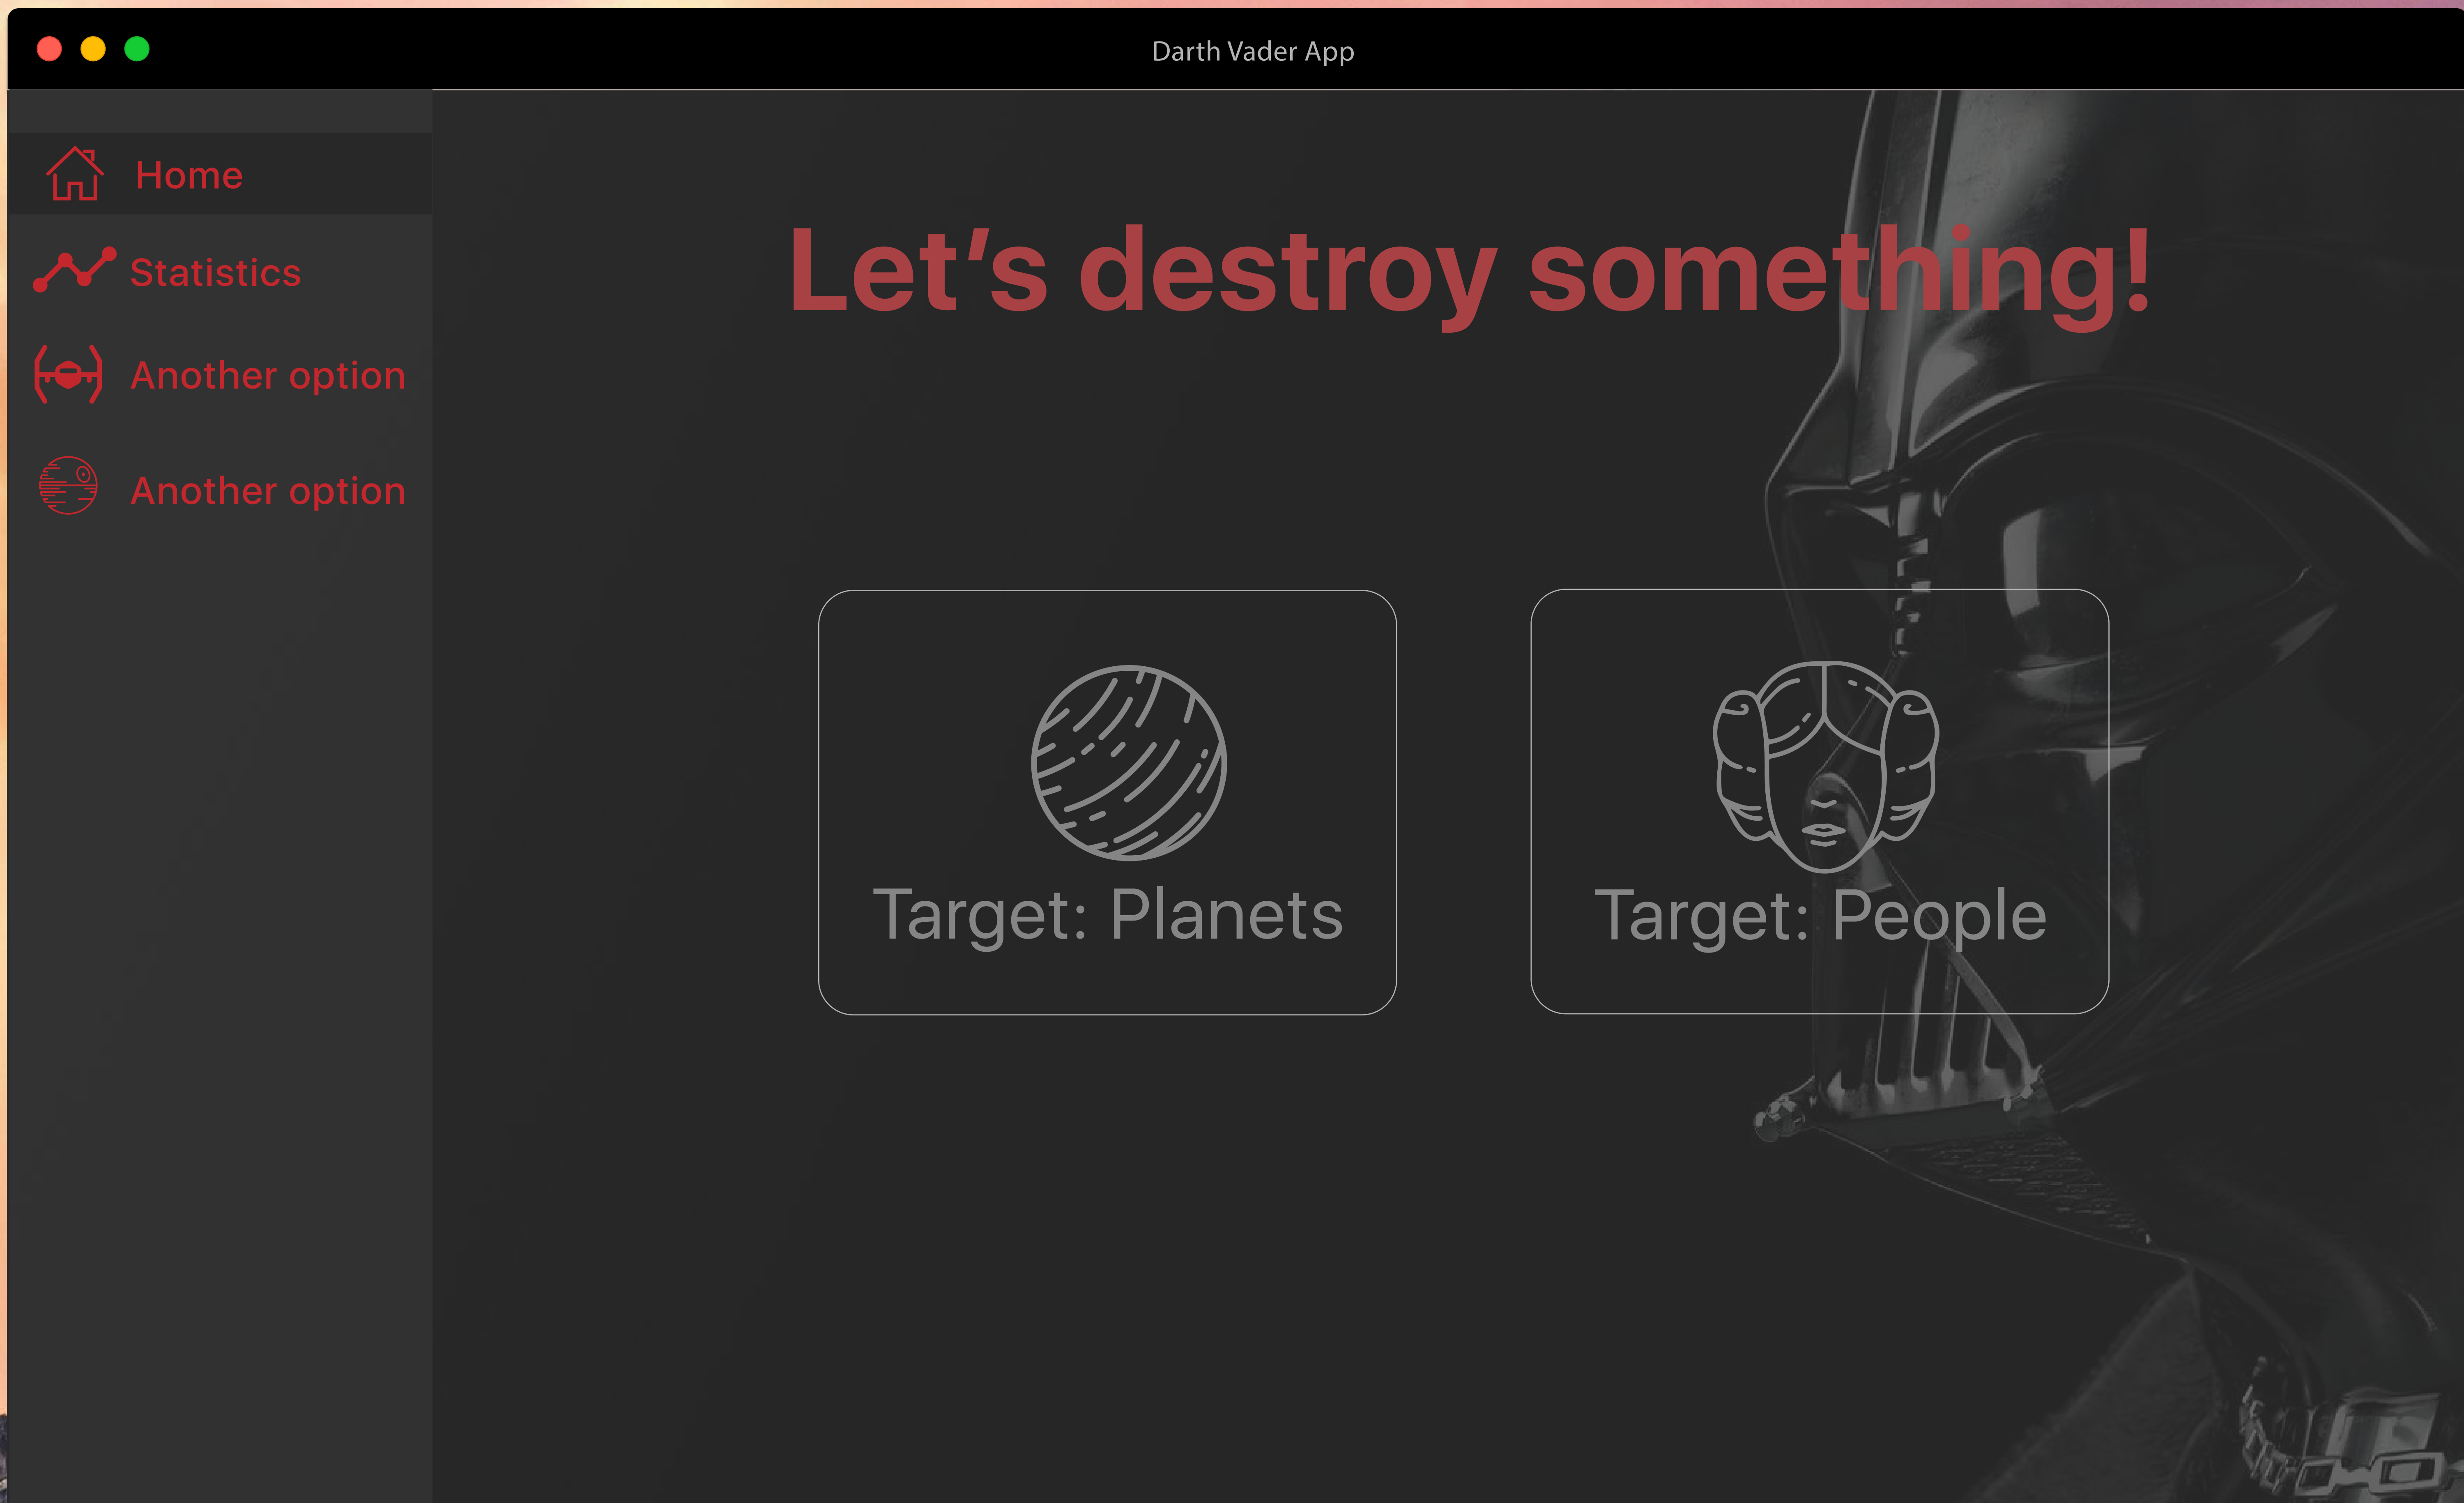 Darth Vader App
Home
Statistics
Another option
Another option
Let’s destroy something!
Target: Planets
Target: People